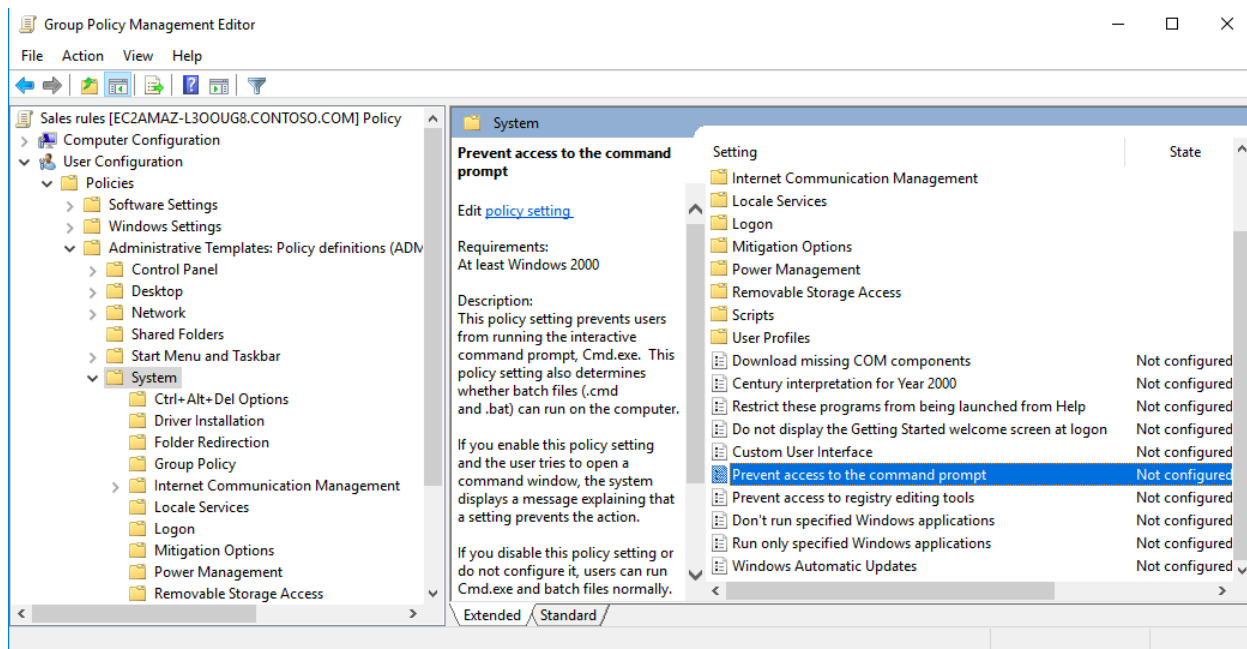 Group Policy Management Editor
File Action View Help
Sales rules [EC2AMAZ-L3OOUG8.CONTOSO.COM] Policy
Computer Configuration
User Configuration
Policies
Software Settings
Windows Settings
Administrative Templates: Policy definitions (ADM
Control Panel
Desktop
Network
Shared Folders
Start Menu and Taskbar
System
Ctrl+Alt+Del Options
Driver Installation
Folder Redirection
Group Policy
Internet Communication Management
Locale Services
Logon
Mitigation Options
Power Management
Removable Storage Access
System
Prevent access to the command
prompt
Edit policy setting
Requirements:
At least Windows 2000
Description:
This policy setting prevents users
from running the interactive
command prompt, Cmd.exe. This
policy setting also determines
whether batch files (.cmd
and .bat) can run on the computer.
If you enable this policy setting
and the user tries to open a
command window, the system
displays a message explaining that
a setting prevents the action.
If you disable this policy setting or
do not configure it, users can run
Cmd.exe and batch files normally.
Setting State
Internet Communication Management
Locale Services
Logon
Mitigation Options
Power Management
Removable Storage Access
Scripts
User Profiles
Download missing COM components Not configured
Century interpretation for Year 2000 Not configured
Restrict these programs from being launched from Help Not configured
Do not display the Getting Started welcome screen at logon Not configured
Custom User Interface Not configured
Prevent access to the command prompt Not configured
Prevent access to registry editing tools Not configured
Don't run specified Windows applications Not configured
Run only specified Windows applications Not configured
Windows Automatic Updates Not configured
Extended Standard